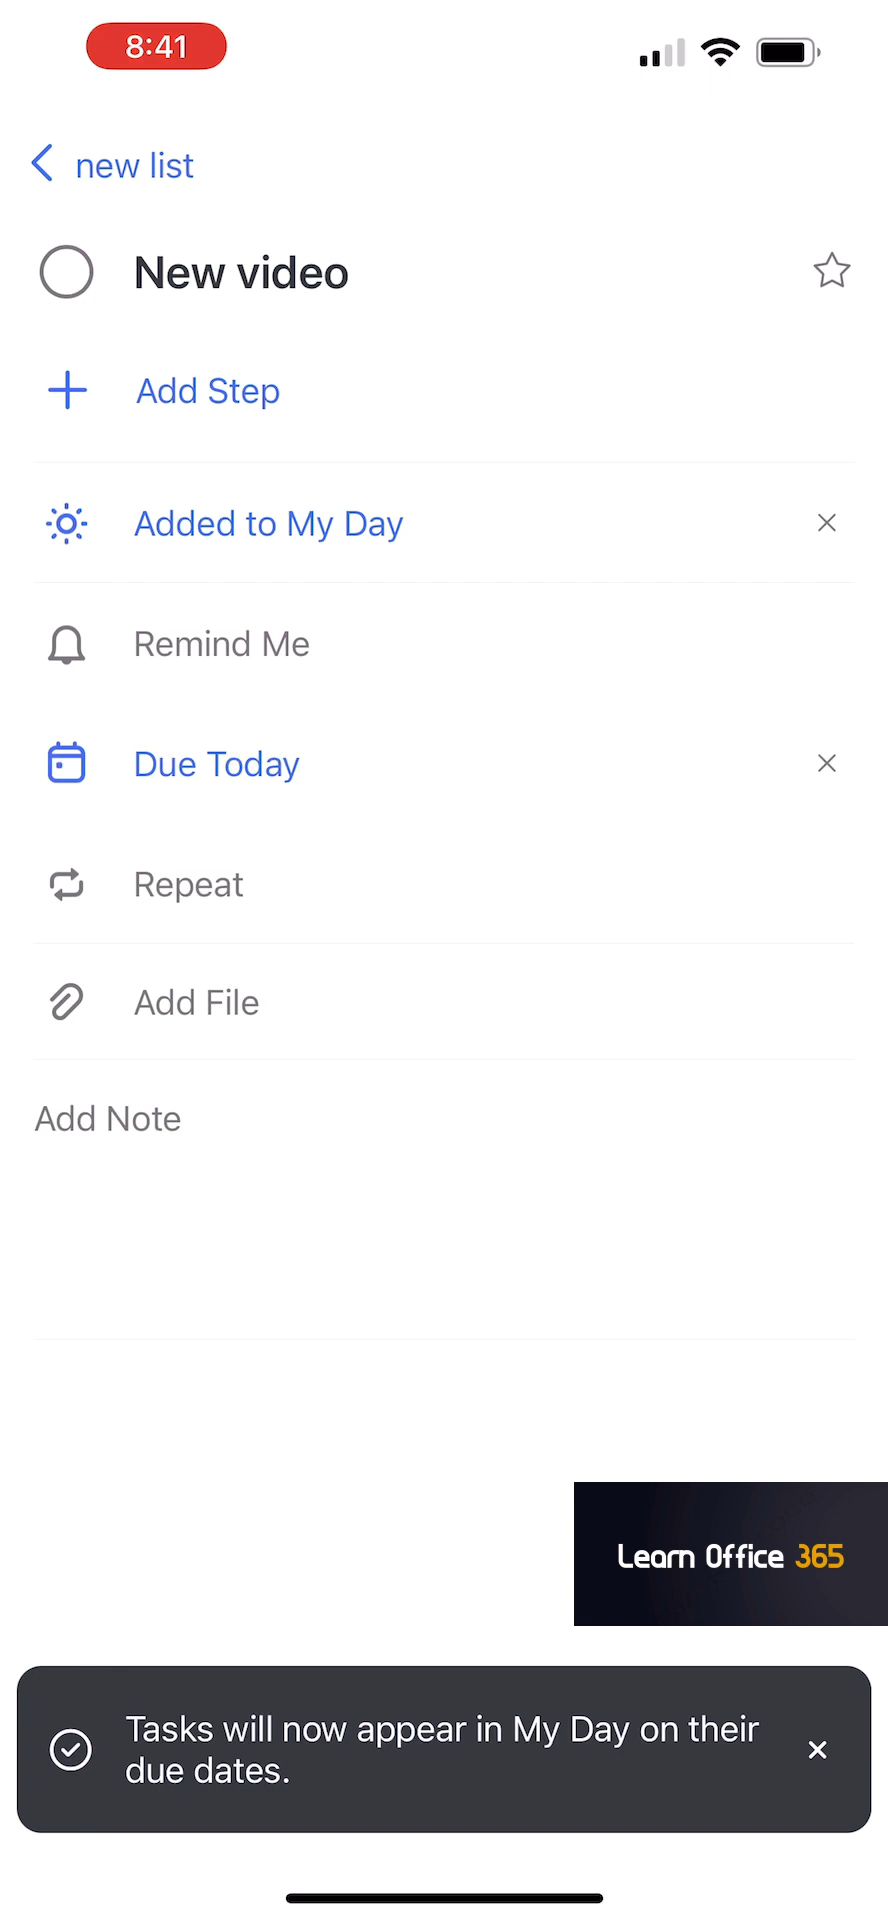 8:41
new list
New video
Add Step
Added to My Day
Remind Me
Due Today
Repeat
Add File
Add Note
Learn Office 365
Tasks will now appear in My Day on their
due dates.